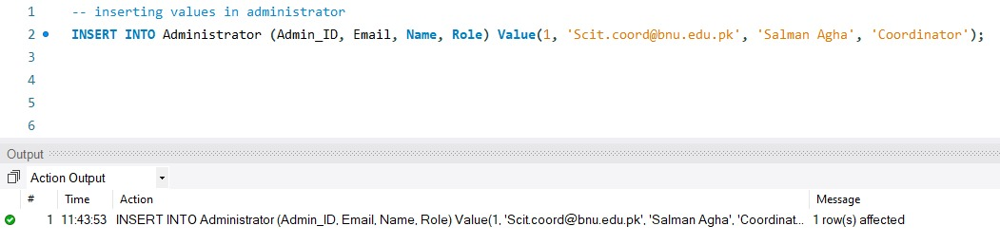 1 -- inserting values in administrator
2 INSERT INTO Administrator (Admin_ID, Email, Name, Role) Value(1, 'Scit.coord@bnu.edu.pk', 'Salman Agha', 'Coordinator');
3
4
5
6
Output
Action Output
# Time Action Message
1 11:43:53 INSERT INTO Administrator (Admin_ID, Email, Name, Role) Value(1, 'Scit.coord@bnu.edu.pk', 'Salman Agha', 'Coordinat... 1 row(s) affected